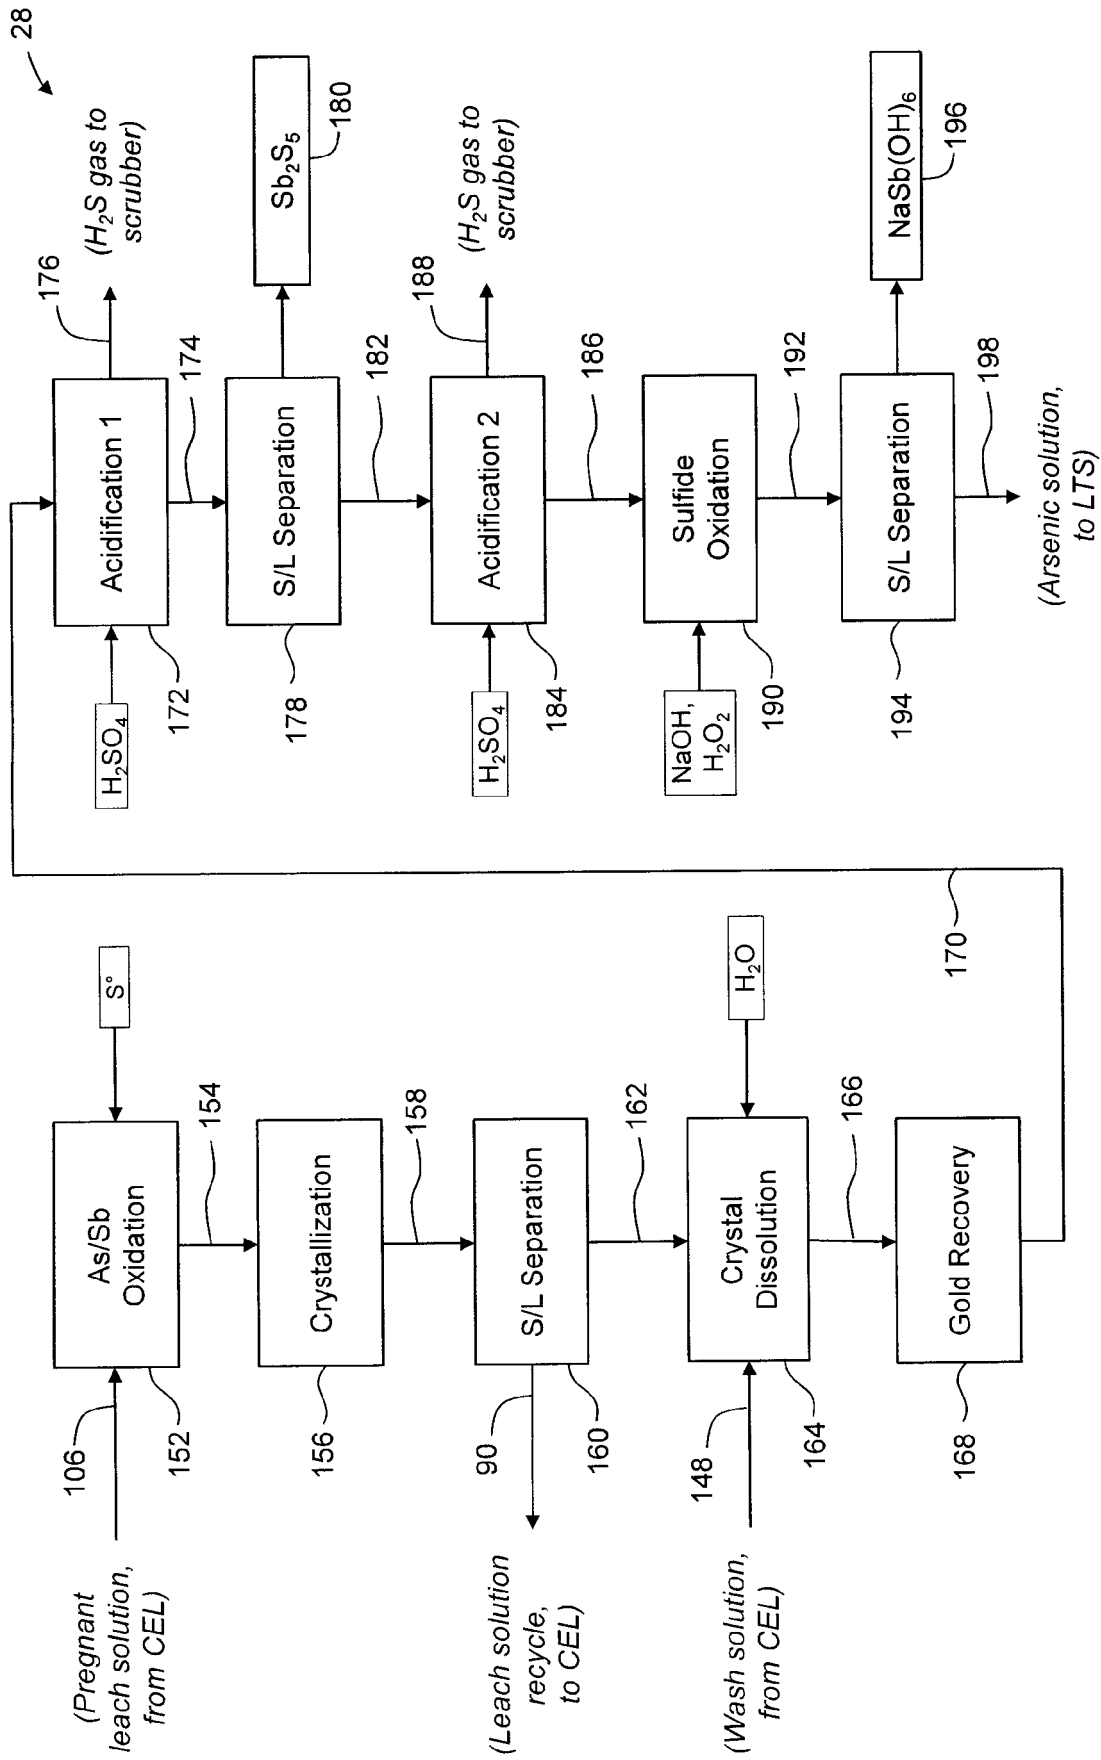 28
(Pregnant
leach solution,
from CEL)
106
As/Sb
Oxidation
152
S°
154
Crystallization
156
158
S/L Separation
160
90
(Leach solution
recycle,
to CEL)
162
Crystal
Dissolution
164
H₂O
148
(Wash solution,
from CEL)
166
Gold Recovery
168
170
H₂SO₄
Acidification 1
172
176
(H₂S gas to
scrubber)
174
S/L Separation
178
Sb₂S₅
180
182
H₂SO₄
Acidification 2
184
188
(H₂S gas to
scrubber)
186
NaOH,
H₂O₂
Sulfide
Oxidation
190
192
S/L Separation
194
NaSb(OH)₆
196
198
(Arsenic solution,
to LTS)